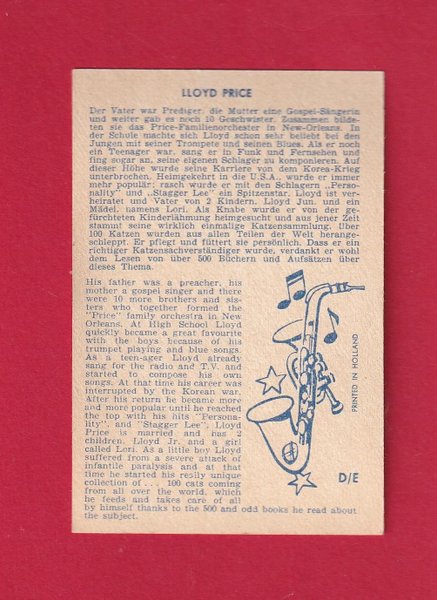 LLOYD PRICE
Der Vater war Prediger, die Mutter eine Gospel-Sängerin
und weiter gab es noch 10 Geschwister. Zusammen bilde-
ten sie das Price-Familienorchester in New-Orleans. In
der Schule machte sich Lloyd schon sehr beliebt bei den
Jungen mit seiner Trompete und seinen Blues. Als er noch
ein Teenager war, sang er in Funk und Fernsehen und
fing sogar an, seine eigenen Schlager zu komponieren. Auf
dieser Höhe wurde seine Karriere von dem Korea-Krieg
unterbrochen. Heimgekehrt in die U.S.A., wurde er immer
mehr populär; rasch wurde er mit den Schlagern „Perso-
nality" und „Stagger Lee" ein Spitzenstar. Lloyd ist ver-
heiratet und Vater von 2 Kindern. Lloyd Jun. und ein
Mädel, namens Lori. Als Knabe wurde er von der ge-
fürchteten Kinderlähmung heimgesucht und aus jener Zeit
stammt seine wirklich einmalige Katzensammlung. Über
100 Katzen wurden aus allen Teilen der Welt herange-
schleppt. Er pflegt und füttert sie persönlich. Dass er ein
richtiger Katzensachverständiger wurde, verdankt er wohl
dem Lesen von über 500 Büchern und Aufsätzen über
dieses Thema.
His father was a preacher, his
mother a gospel singer and there
were 10 more brothers and sis-
ters who together formed the
"Price" family orchestra in New
Orleans. At High School Lloyd
quickly became a great favourite
with the boys because of his
trumpet playing and blue songs.
As a teen-ager Lloyd already
sang for the radio and T.V. and
started to compose his own
songs. At that time his career was
interrupted by the Korean war.
After his return he became more
and more popular until he reached
the top with his hits "Persona-
lity", and "Stagger Lee". Lloyd
Price is married and has 2
children. Lloyd Jr. and a girl
called Lori. As a little boy Lloyd
suffered from a severe attack of
infantile paralysis and at that
time he started his really unique
collection of . . . 100 cats coming
from all over the world, which
he feeds and takes care of all
by himself thanks to the 500 and odd books he read about
the subject.
PRINTED IN HOLLAND
D/E